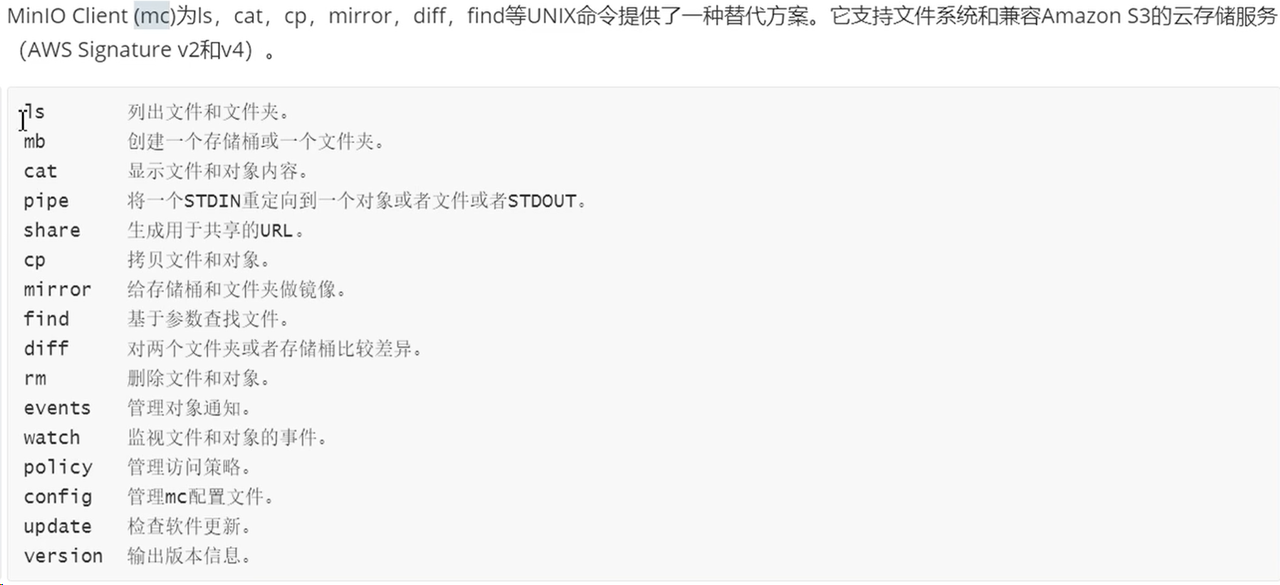 MinIO Client (mc)为ls，cat，cp，mirror，diff，find等UNIX命令提供了一种替代方案。它支持文件系统和兼容Amazon S3的云存储服务
（AWS Signature v2和v4）。
ls 列出文件和文件夹。
mb 创建一个存储桶或一个文件夹。
cat 显示文件和对象内容。
pipe 将一个STDIN重定向到一个对象或者文件或者STDOUT。
share 生成用于共享的URL。
cp 拷贝文件和对象。
mirror 给存储桶和文件夹做镜像。
find 基于参数查找文件。
diff 对两个文件夹或者存储桶比较差异。
rm 删除文件和对象。
events 管理对象通知。
watch 监视文件和对象的事件。
policy 管理访问策略。
config 管理mc配置文件。
update 检查软件更新。
version 输出版本信息。